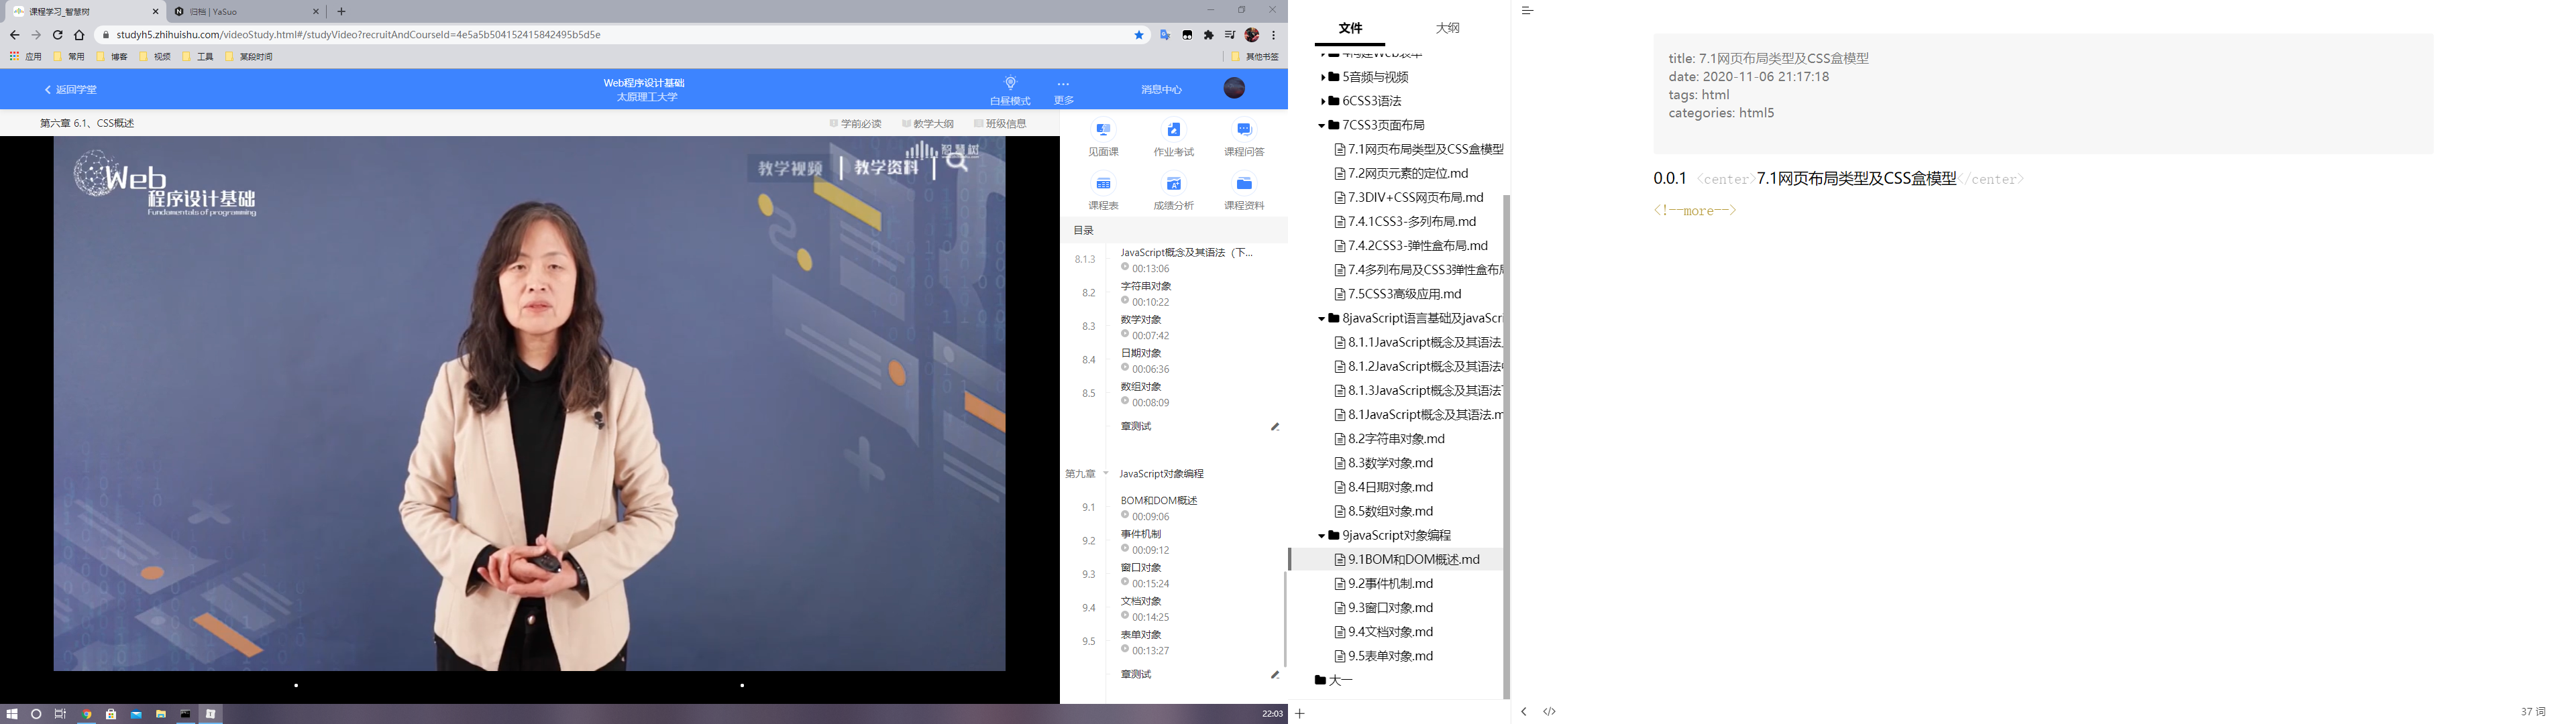 课程学习_智慧树
归档 | YaSuo
studyh5.zhihuishu.com/videoStudy.html#/studyVideo?recruitAndCourseId=4e5a5b504152415842495b5d5e
应用
常用
博客
视频
工具
某段时间
其他书签
返回学堂
Web程序设计基础
太原理工大学
白昼模式
更多
消息中心
第六章 6.1、CSS概述
学前必读
教学大纲
班级信息
Web
程序设计基础
Fundamentals of programming
智慧树
教学视频
教学资料
见面课
作业考试
课程问答
课程表
成绩分析
课程资料
目录
8.1.3
JavaScript概念及其语法（下...
00:13:06
8.2
字符串对象
00:10:22
8.3
数学对象
00:07:42
8.4
日期对象
00:06:36
8.5
数组对象
00:08:09
章测试
第九章
JavaScript对象编程
9.1
BOM和DOM概述
00:09:06
9.2
事件机制
00:09:12
9.3
窗口对象
00:15:24
9.4
文档对象
00:14:25
9.5
表单对象
00:13:27
章测试
22:03
文件
大纲
4构建Web表单
5音频与视频
6CSS3语法
7CSS3页面布局
7.1网页布局类型及CSS盒模型
7.2网页元素的定位.md
7.3DIV+CSS网页布局.md
7.4.1CSS3-多列布局.md
7.4.2CSS3-弹性盒布局.md
7.4多列布局及CSS3弹性盒布局
7.5CSS3高级应用.md
8javaScript语言基础及javaScri
8.1.1JavaScript概念及其语法
8.1.2JavaScript概念及其语法
8.1.3JavaScript概念及其语法
8.1JavaScript概念及其语法.m
8.2字符串对象.md
8.3数学对象.md
8.4日期对象.md
8.5数组对象.md
9javaScript对象编程
9.1BOM和DOM概述.md
9.2事件机制.md
9.3窗口对象.md
9.4文档对象.md
9.5表单对象.md
大一
title: 7.1网页布局类型及CSS盒模型
date: 2020-11-06 21:17:18
tags: html
categories: html5
0.0.1 <center>7.1网页布局类型及CSS盒模型</center>
<!--more-->
37 词